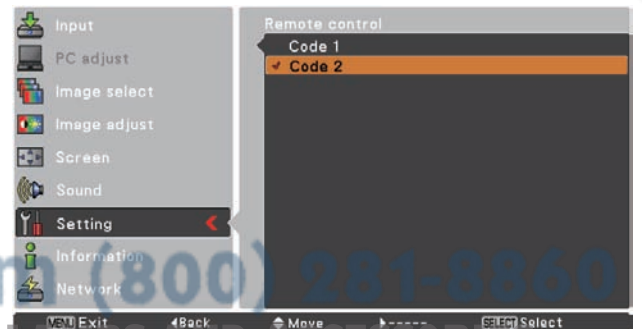 Input
PC adjust
Image select
Image adjust
Screen
Sound
Setting
Information
Network
Remote control
Code 1
Code 2
MENU Exit
Back
Move
-----
SELECT Select
(800) 281-8860